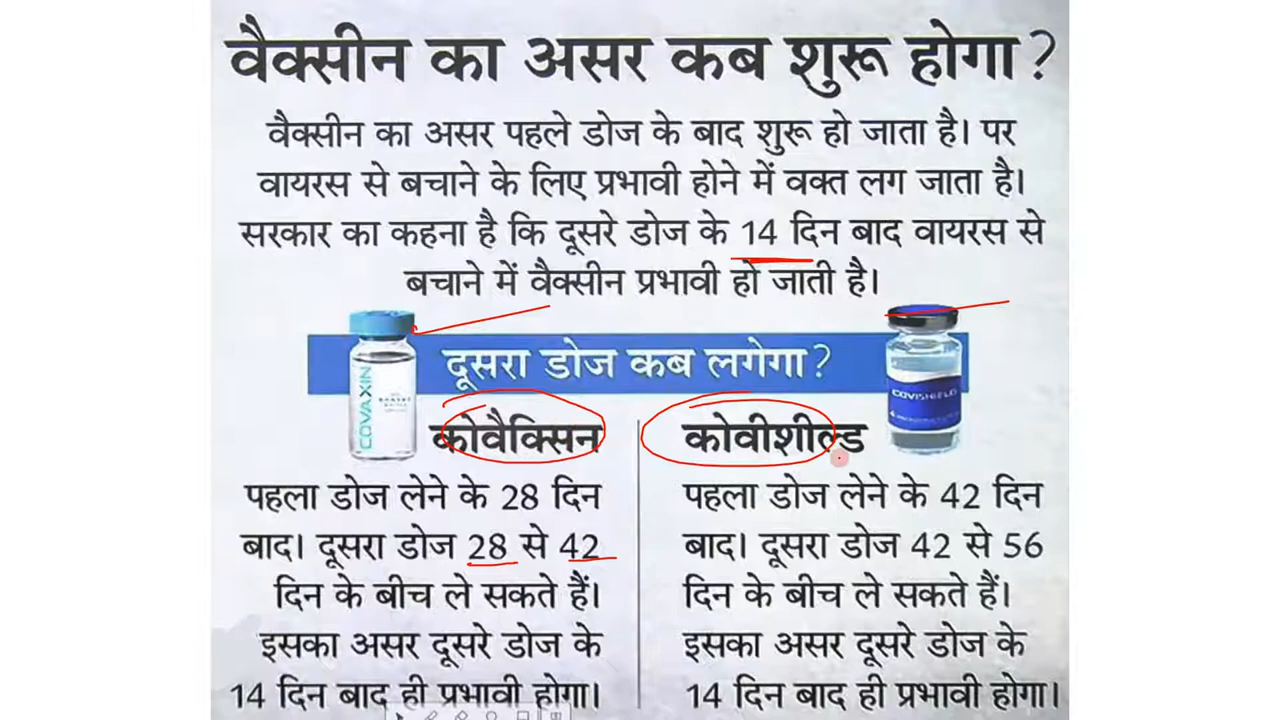 वैक्सीन का असर कब शुरू होगा?
वैक्सीन का असर पहले डोज के बाद शुरू हो जाता है। पर
वायरस से बचाने के लिए प्रभावी होने में वक्त लग जाता है।
सरकार का कहना है कि दूसरे डोज के 14 दिन बाद वायरस से
बचाने में वैक्सीन प्रभावी हो जाती है।
दूसरा डोज कब लगेगा?
COVAXIN
COVISHIELD
कोवैक्सिन
पहला डोज लेने के 28 दिन
बाद। दूसरा डोज 28 से 42
दिन के बीच ले सकते हैं।
इसका असर दूसरे डोज के
14 दिन बाद ही प्रभावी होगा।
कोवीशील्ड
पहला डोज लेने के 42 दिन
बाद। दूसरा डोज 42 से 56
दिन के बीच ले सकते हैं।
इसका असर दूसरे डोज के
14 दिन बाद ही प्रभावी होगा।